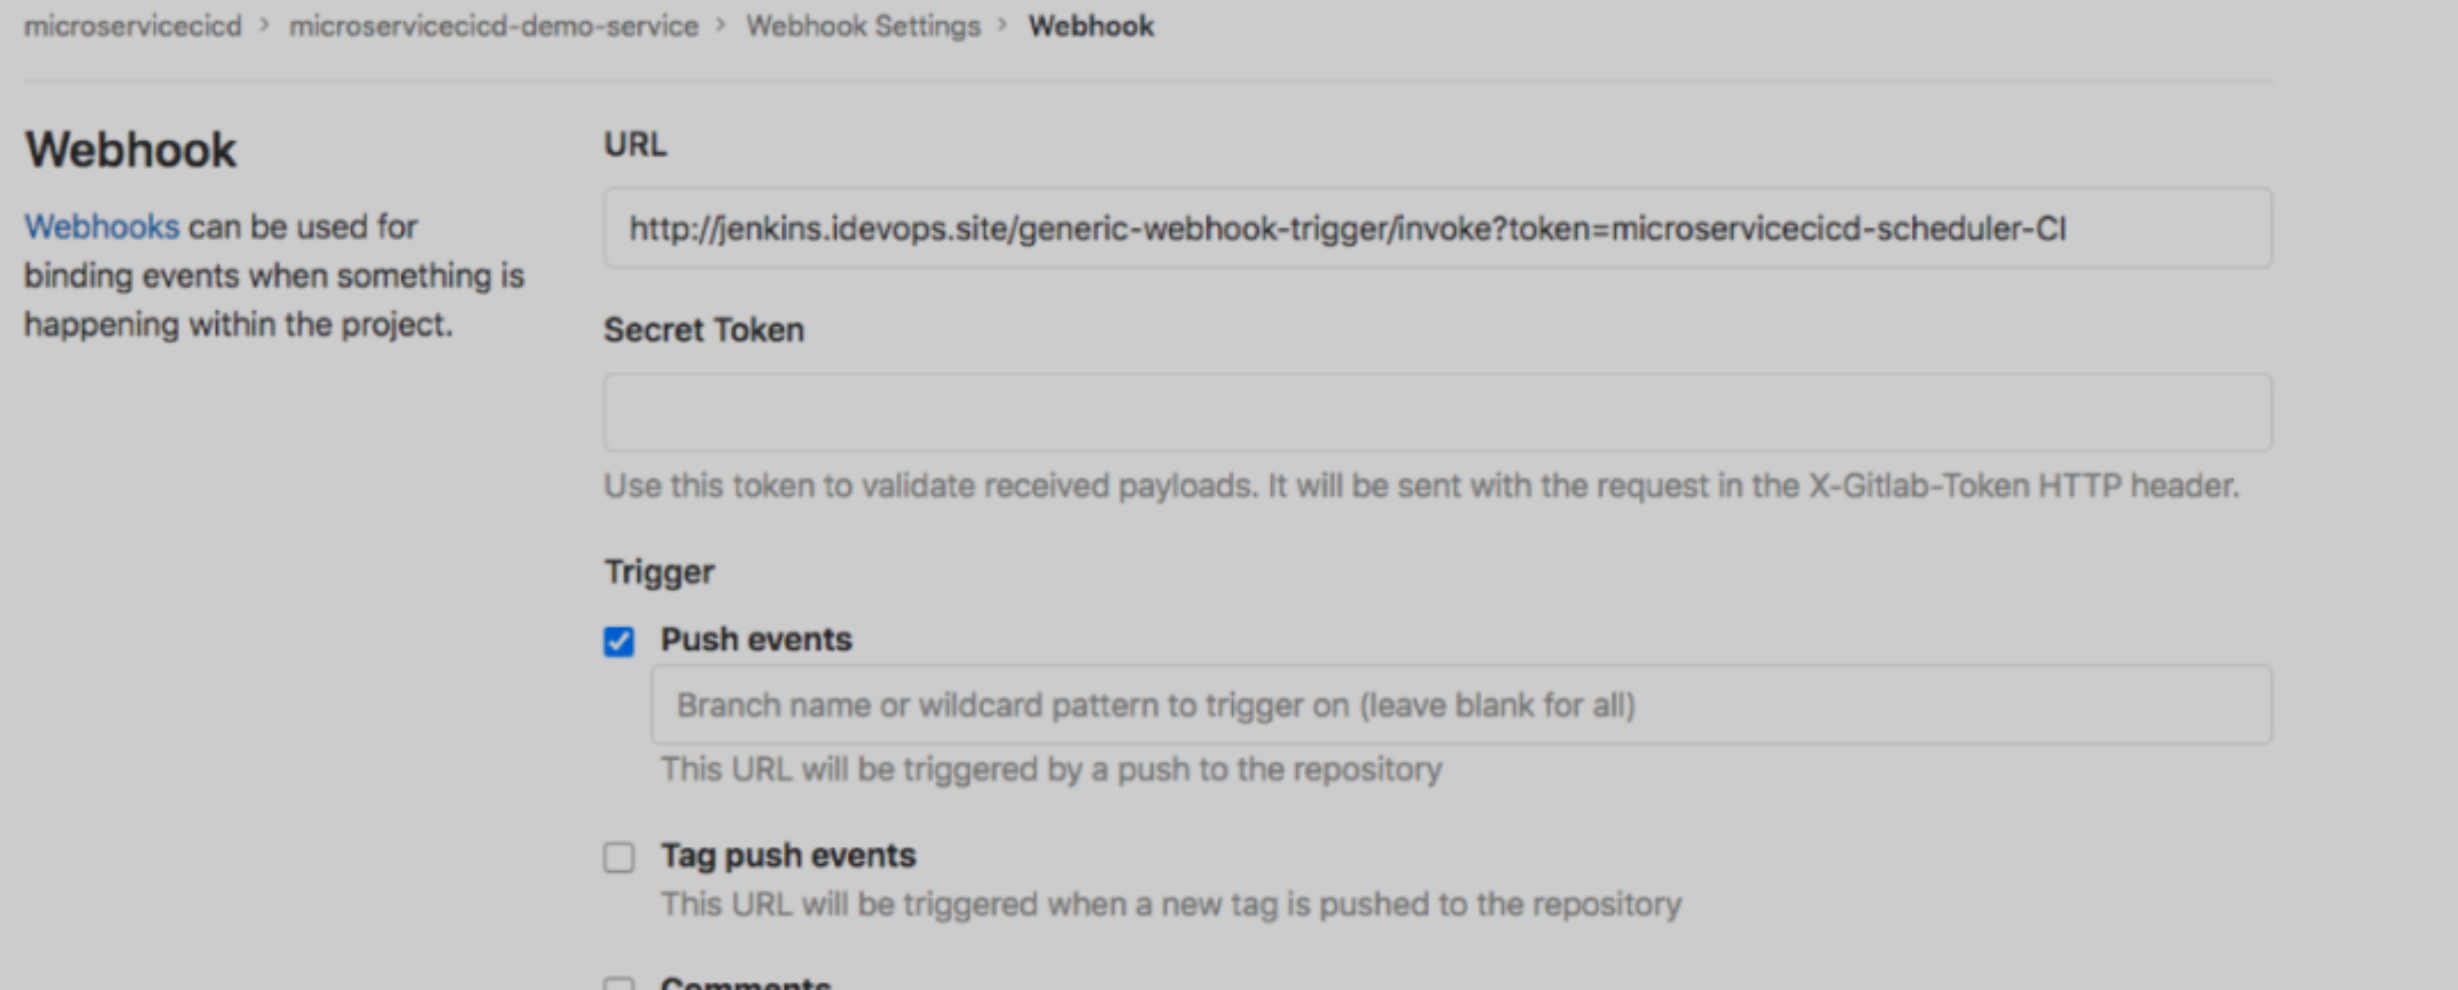 microservicecicd > microservicecicd-demo-service > Webhook Settings > Webhook
Webhook
Webhooks can be used for
binding events when something is
happening within the project.
URL
http://jenkins.idevops.site/generic-webhook-trigger/invoke?token=microservicecicd-scheduler-CI
Secret Token
Use this token to validate received payloads. It will be sent with the request in the X-Gitlab-Token HTTP header.
Trigger
Push events
Branch name or wildcard pattern to trigger on (leave blank for all)
This URL will be triggered by a push to the repository
Tag push events
This URL will be triggered when a new tag is pushed to the repository
Comments